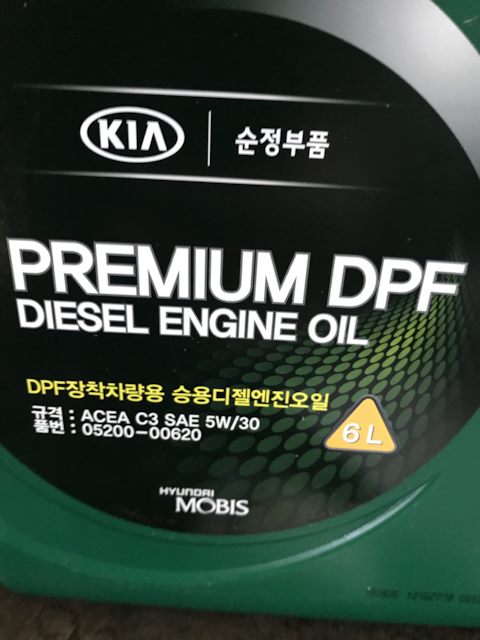 KIA 순정부품
PREMIUM DPF
DIESEL ENGINE OIL
DPF장착차량용 승용디젤엔진오일
규격 : ACEA C3 SAE 5W/30
품번 : 05200-00620
6 L
HYUNDAI
MOBIS